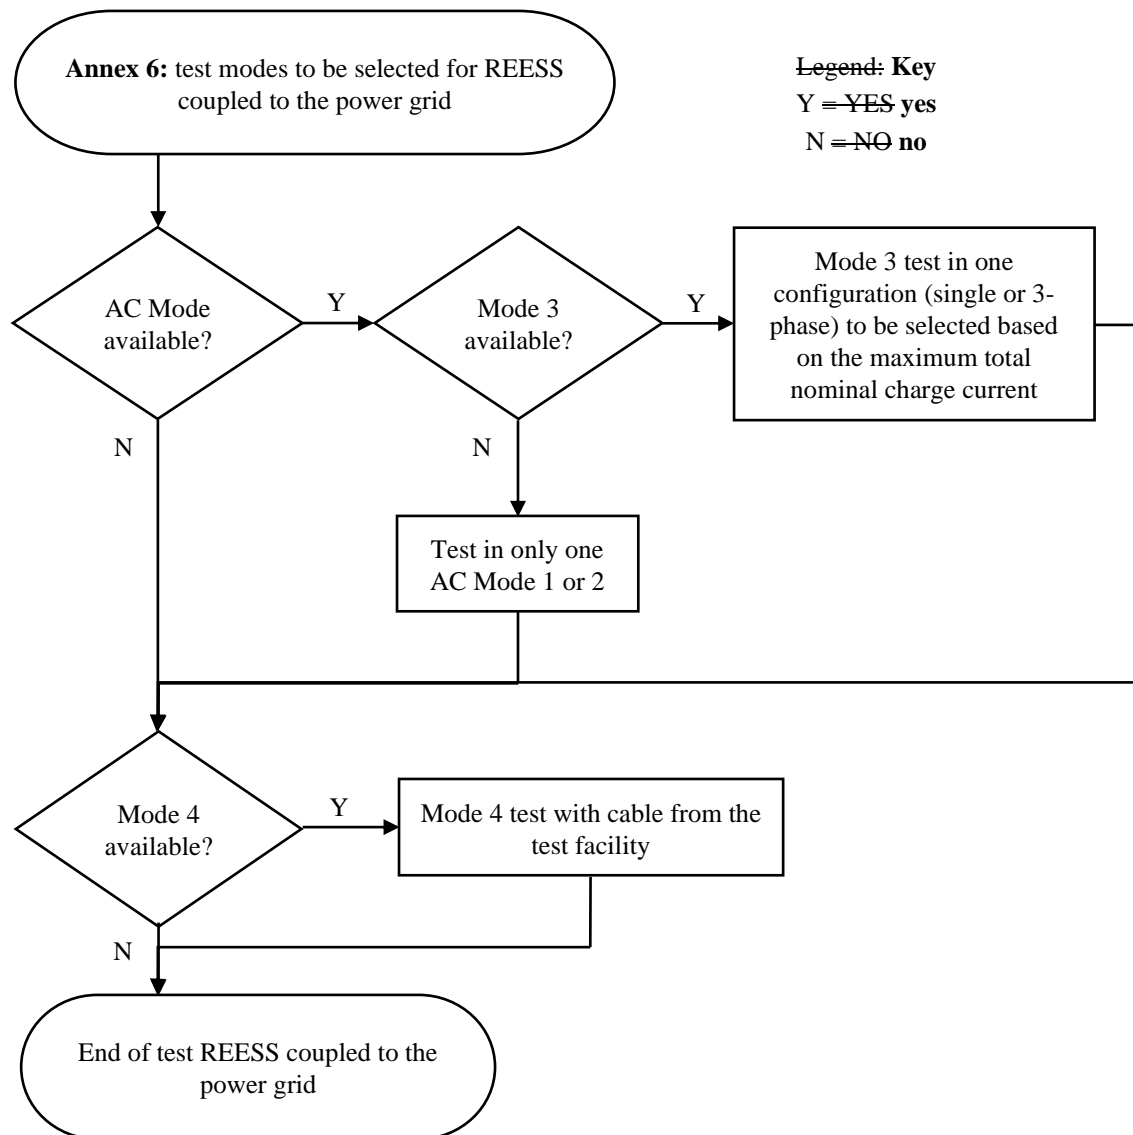 Annex 6: test modes to be selected for REESS
coupled to the power grid
Legend: Key
Y = YES yes
N = NO no
AC Mode
available?
Y
Mode 3
available?
Y
Mode 3 test in one
configuration (single or 3-
phase) to be selected based
on the maximum total
nominal charge current
N
N
Test in only one
AC Mode 1 or 2
Mode 4
available?
Y
Mode 4 test with cable from the
test facility
N
End of test REESS coupled to the
power grid